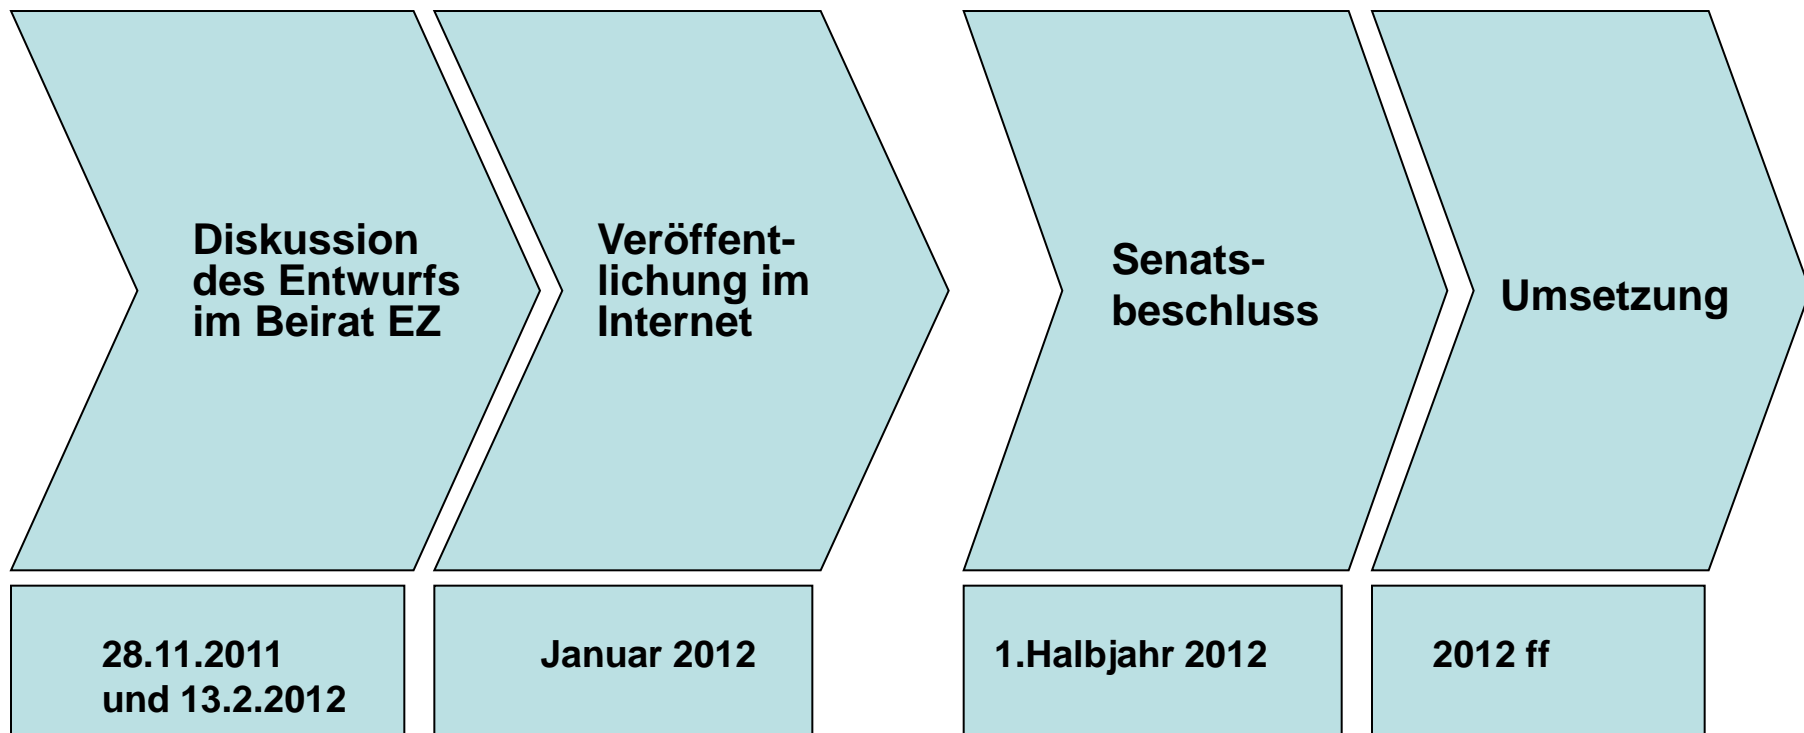 Diskussion
des Entwurfs
im Beirat EZ
Veröffent-
lichung im
Internet
Senats-
beschluss
Umsetzung
28.11.2011
und 13.2.2012
Januar 2012
1.Halbjahr 2012
2012 ff